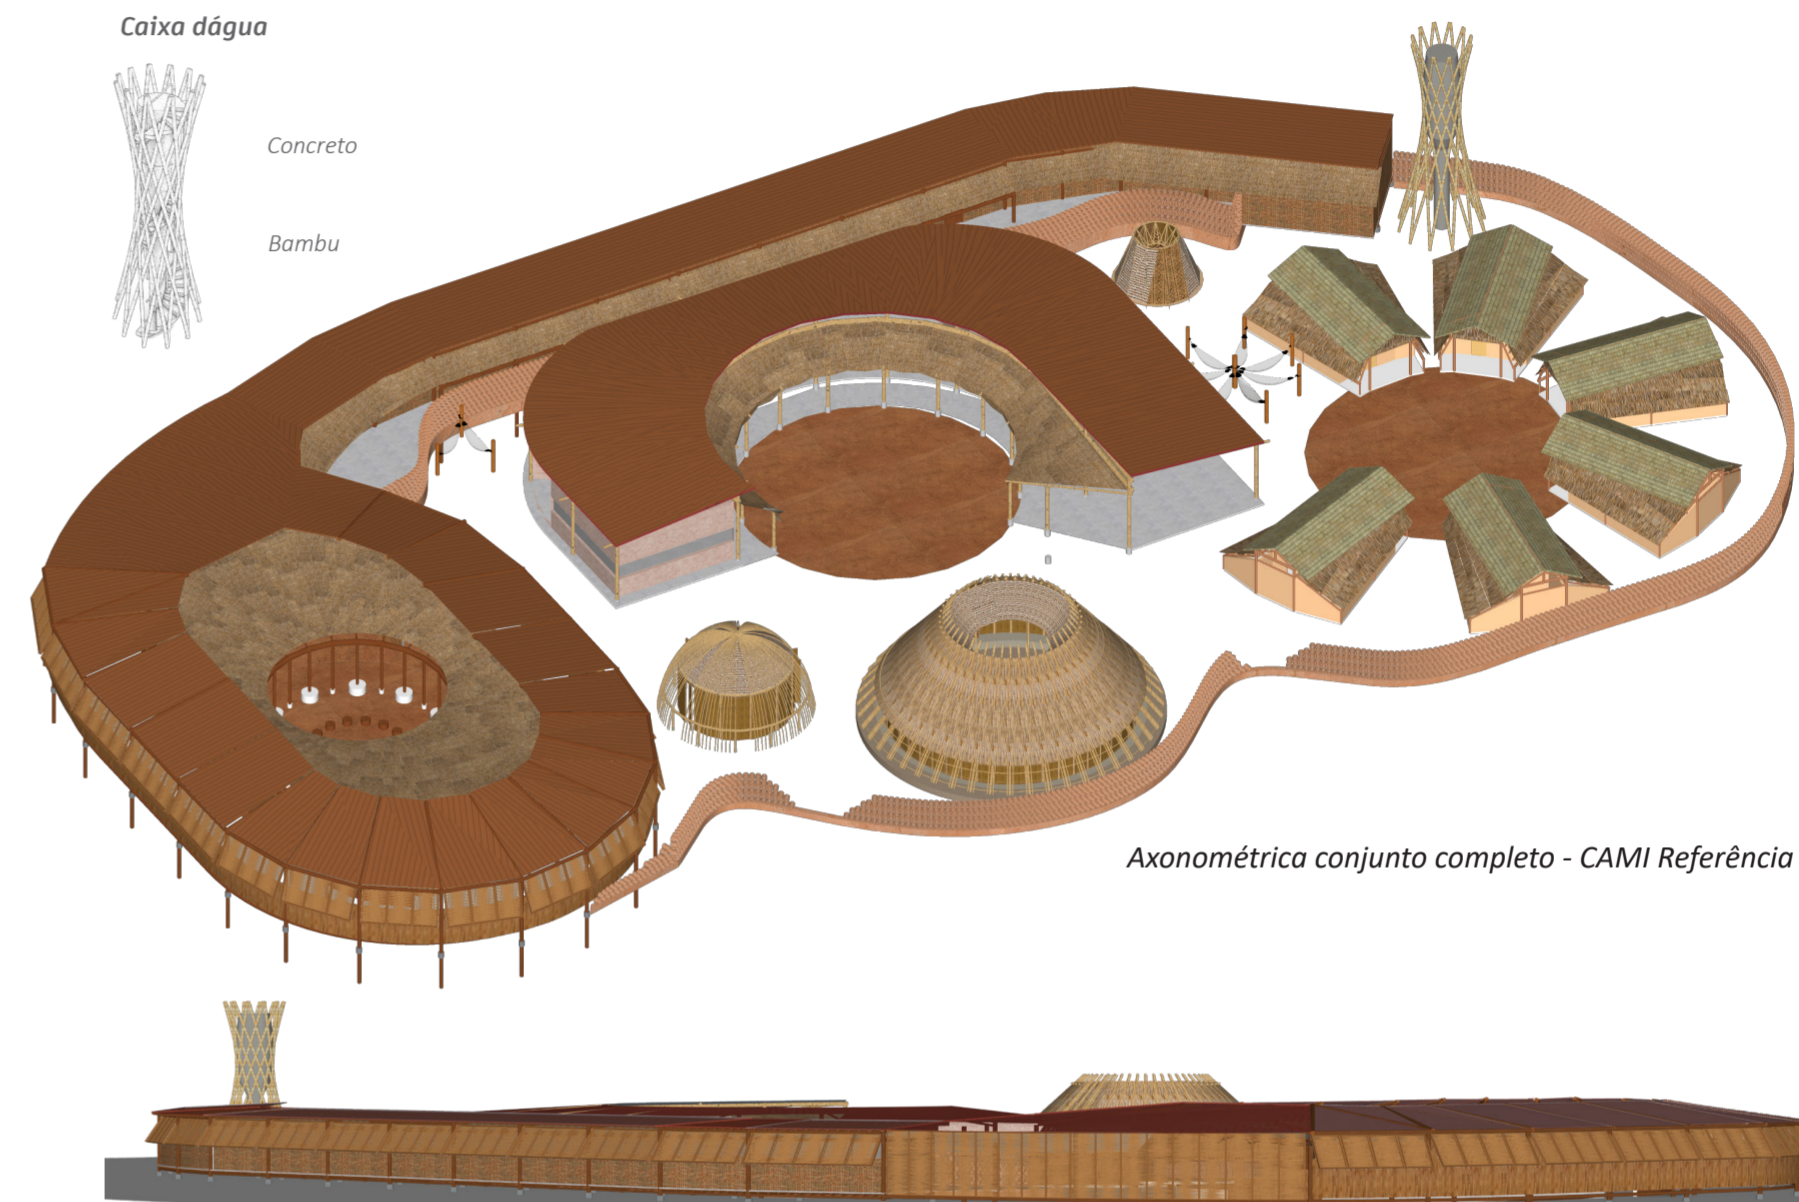 Caixa dágua
Concreto
Bambu
Axonométrica conjunto completo - CAMI Referência